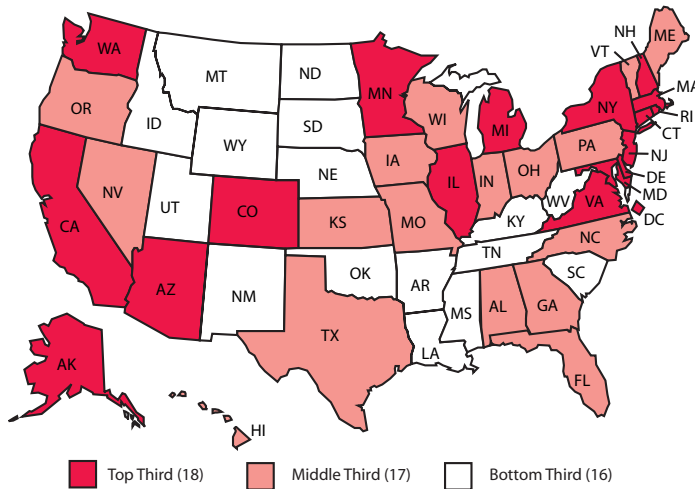 WA
NH
ME
VT
MT
ND
MN
MA
OR
NY
ID
SD
WI
MI
RI
CT
WY
IA
PA
NJ
NE
OH
DE
NV
IL
IN
MD
UT
CO
WV
VA
CA
KS
MO
KY
DC
NC
TN
OK
AZ
AR
SC
NM
MS
AL
GA
TX
LA
AK
FL
HI
Top Third (18)
Middle Third (17)
Bottom Third (16)